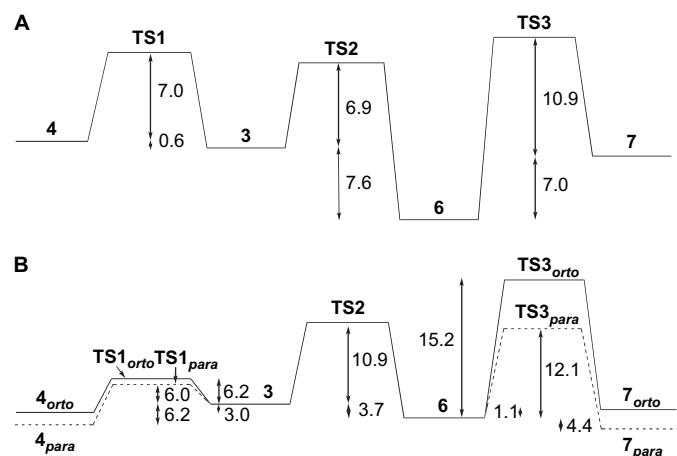 A
TS1
TS2
TS3
7.0
6.9
10.9
4
0.6
3
7
7.6
6
7.0
B
TS3orto
TS2
TS3para
TS1orto TS1para
15.2
10.9
12.1
4orto
6.0
6.2
3
7orto
6.2
3.0
3.7
6
1.1
4.4
4para
7para